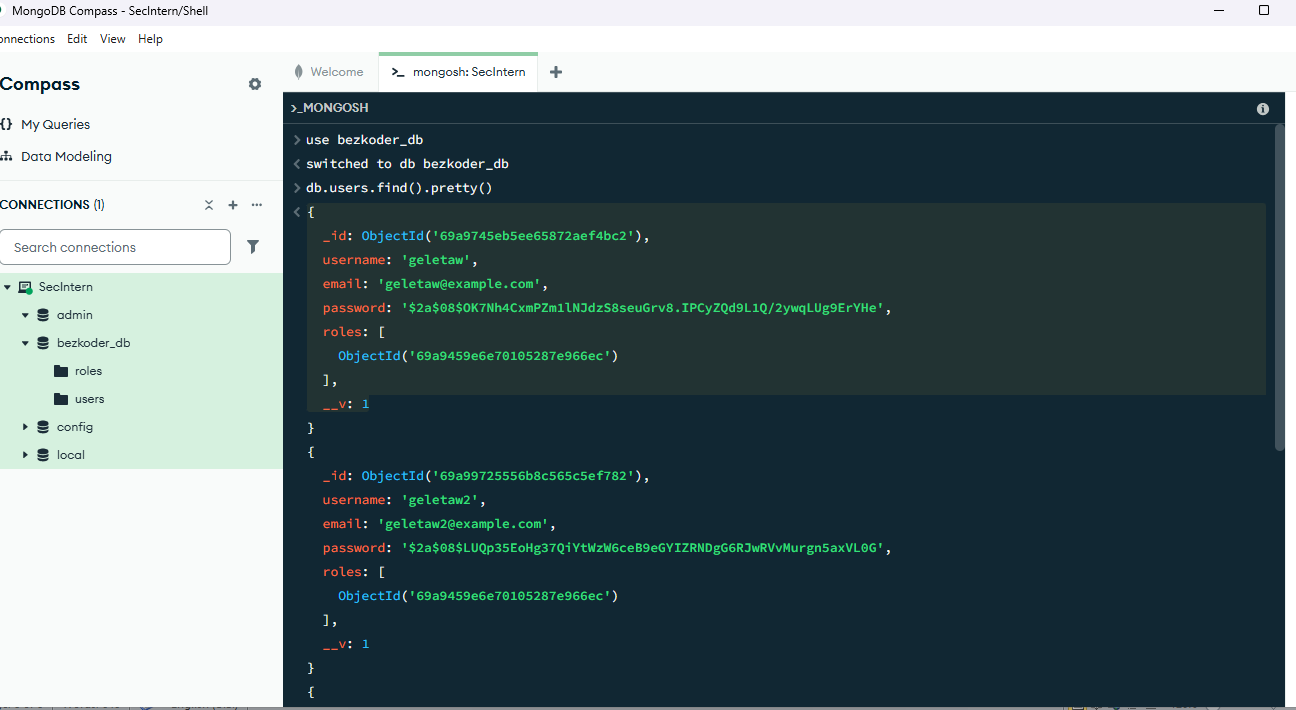 MongoDB Compass - SecIntern/Shell
onnections Edit View Help
Compass
{} My Queries
Data Modeling
CONNECTIONS (1)
Search connections
SecIntern
admin
bezkoder_db
roles
users
config
local
Welcome
>_ mongosh: SecIntern
>_MONGOSH
> use bezkoder_db
< switched to db bezkoder_db
> db.users.find().pretty()
< {
_id: ObjectId('69a9745eb5ee65872aef4bc2'),
username: 'geletaw',
email: 'geletaw@example.com',
password: '$2a$08$OK7Nh4CxmPZm1lNJdzS8seuGrv8.IPCyZQd9L1Q/2ywqLUg9ErYHe',
roles: [
ObjectId('69a9459e6e70105287e966ec')
],
__v: 1
}
{
_id: ObjectId('69a99725556b8c565c5ef782'),
username: 'geletaw2',
email: 'geletaw2@example.com',
password: '$2a$08$LUQp35EoHg37QiYtWzW6ceB9eGYIZRNDgG6RJwRVvMurgn5axVL0G',
roles: [
ObjectId('69a9459e6e70105287e966ec')
],
__v: 1
}
{